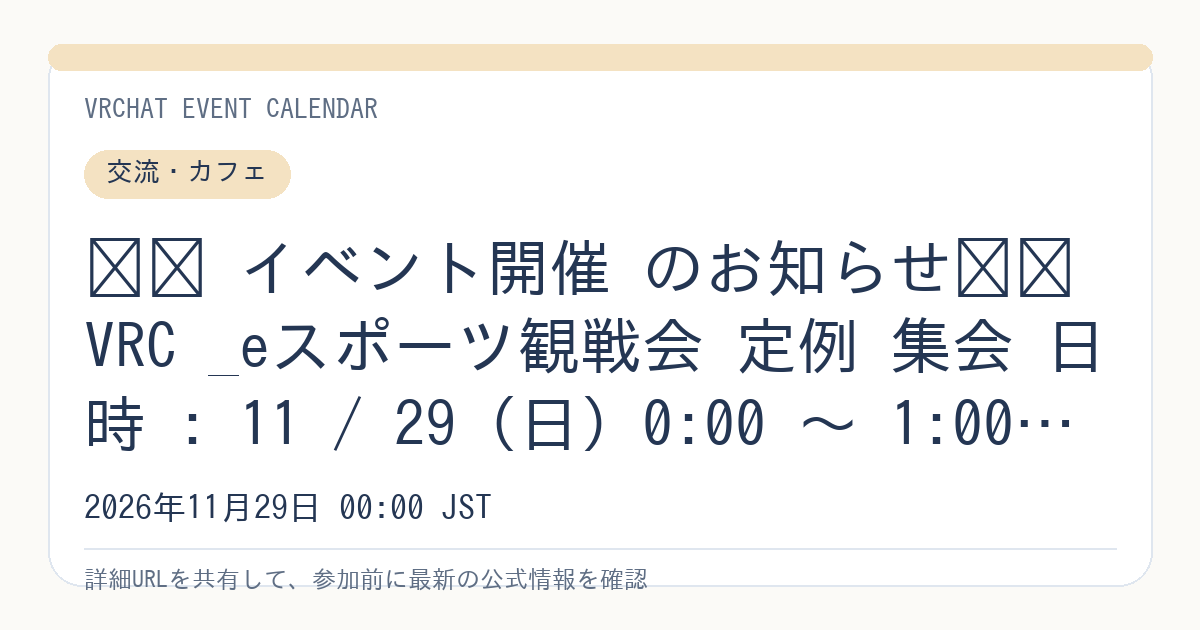 VRCHAT EVENT CALENDAR
交流・カフェ
イベント開催 のお知らせ
VRC _eスポーツ観戦会 定例 集会 日
時 : 11 / 29 (日) 0:00 〜 1:00…
2026年11月29日 00:00 JST
詳細URLを共有して、参加前に最新の公式情報を確認